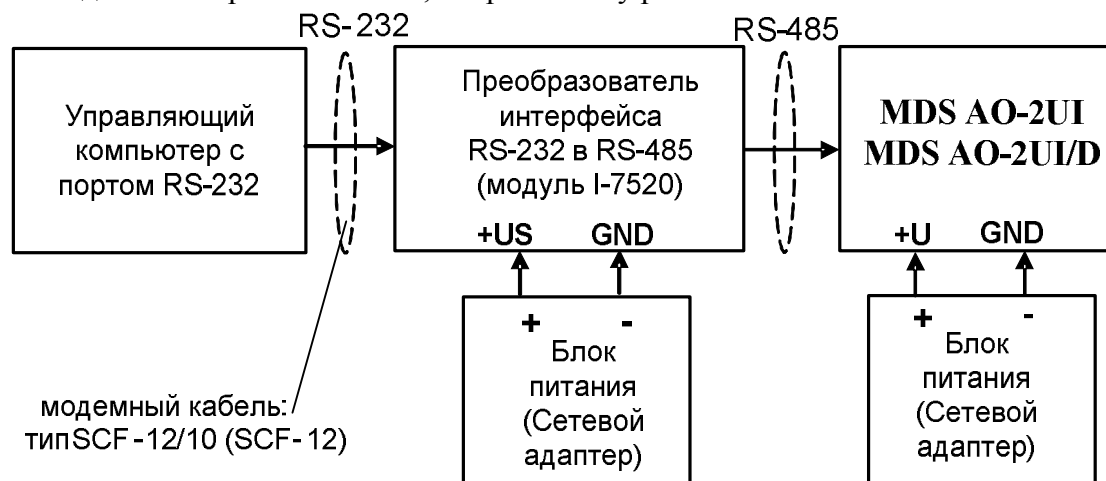 RS-232
RS-485
Управляющий
компьютер с
портом RS-232
Преобразователь
интерфейса
RS-232 в RS-485
(модуль I-7520)
+US GND
MDS AO-2UI
MDS AO-2UI/D
+U GND
+ -
Блок
питания
(Сетевой
адаптер)
+ -
Блок
питания
(Сетевой
адаптер)
модемный кабель:
типSCF-12/10 (SCF-12)